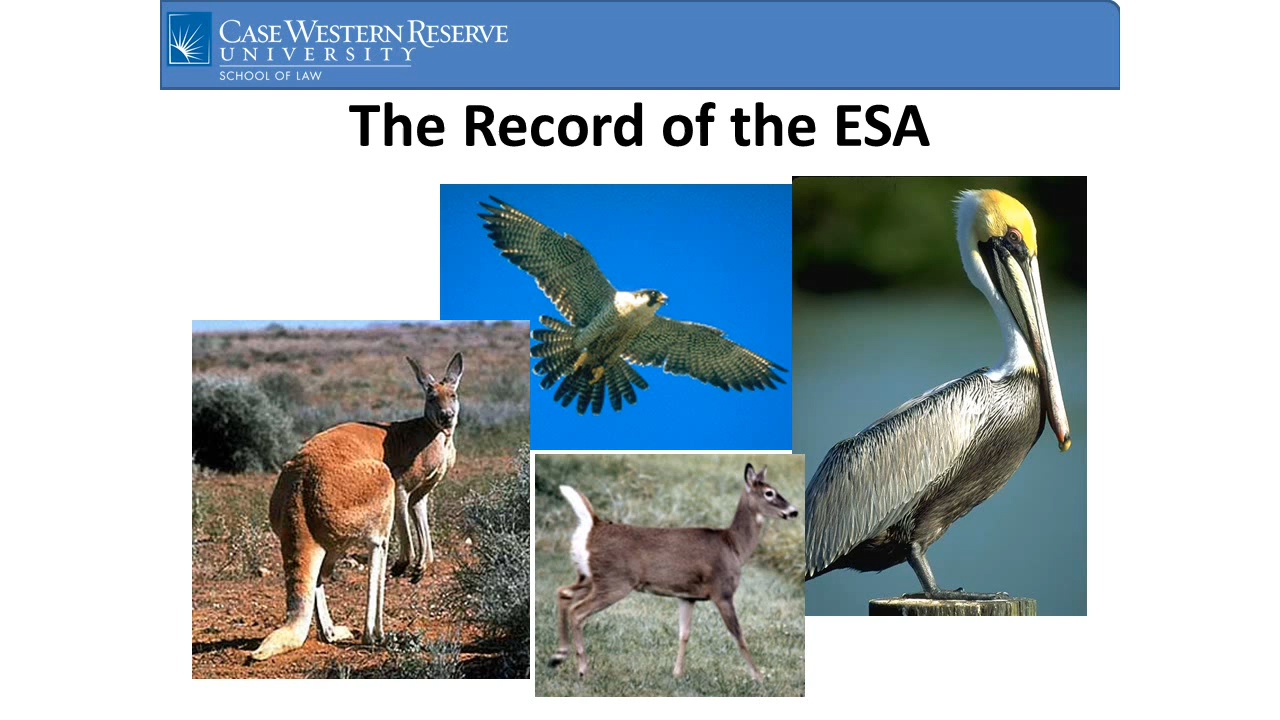 CASE WESTERN RESERVE
UNIVERSITY
SCHOOL OF LAW
The Record of the ESA